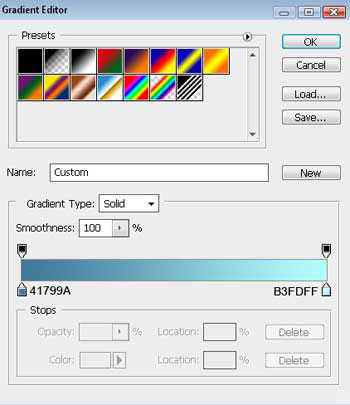 Gradient Editor
Presets
OK
Cancel
Load...
Save...
Name: Custom New
Gradient Type: Solid
Smoothness: 100 %
41799A B3FDFF
Stops
Opacity: % Location: % Delete
Color: Location: % Delete